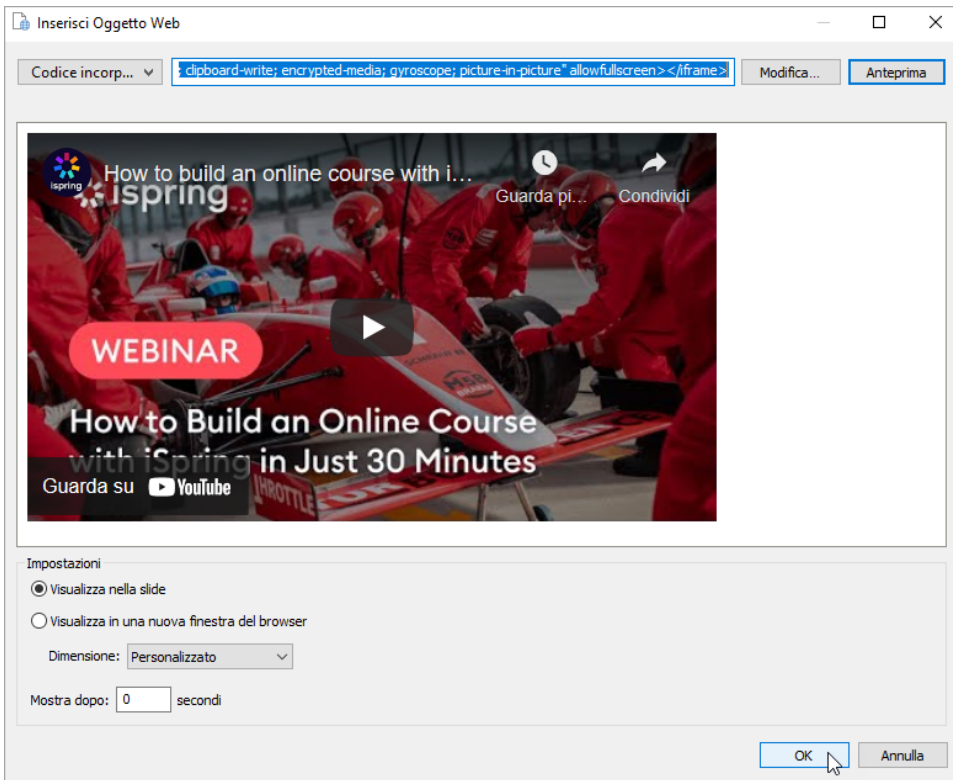 Inserisci Oggetto Web
Codice incorp...
; clipboard-write; encrypted-media; gyroscope; picture-in-picture" allowfullscreen></iframe>
Modifica...
Anteprima
ispring
How to build an online course with i...
ispring
Guarda pi...
Condividi
WEBINAR
How to Build an Online Course
with iSpring in Just 30 Minutes
Guarda su YouTube
THROTTLE
Impostazioni
Visualizza nella slide
Visualizza in una nuova finestra del browser
Dimensione: Personalizzato
Mostra dopo: 0 secondi
OK
Annulla